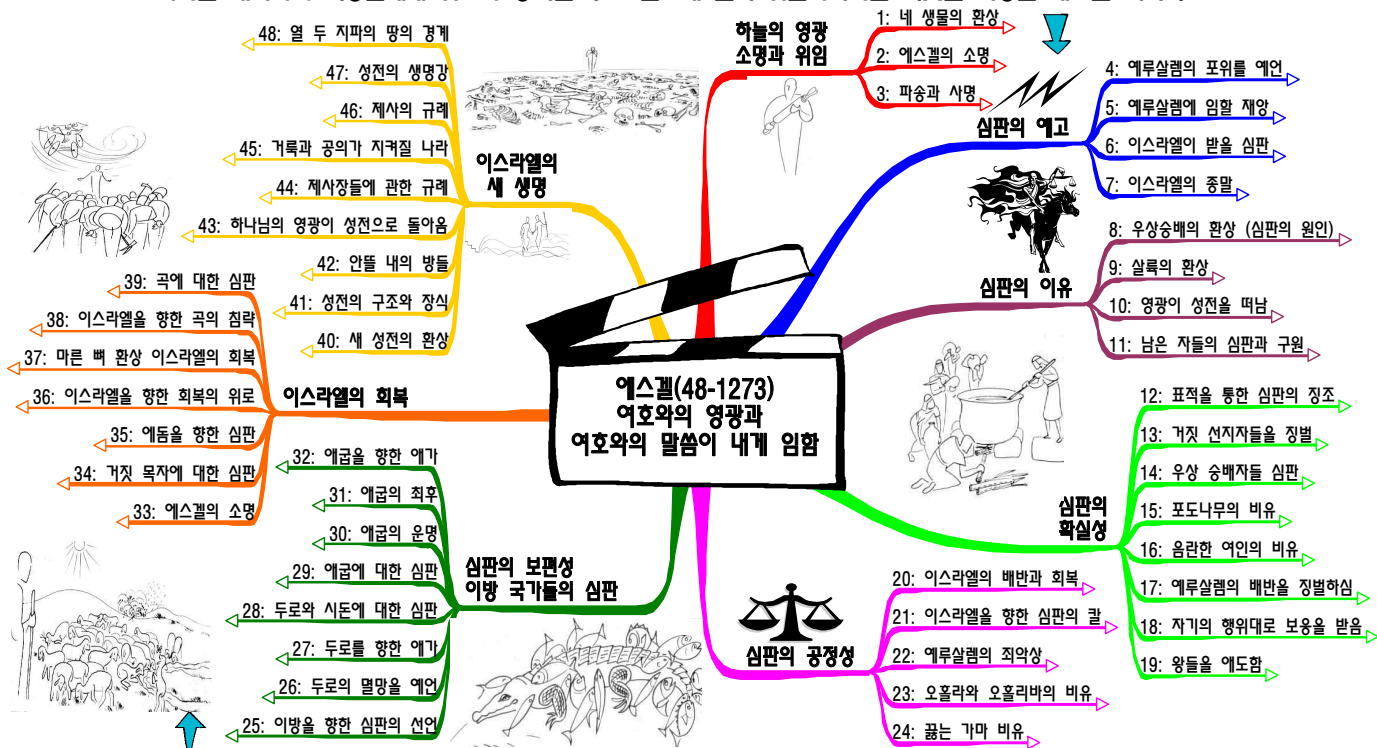 하늘의 영광
소명과 위임
1: 네 생물의 환상
2: 에스겔의 소명
3: 파송과 사명
심판의 예고
4: 예루살렘의 포위를 예언
5: 예루살렘에 임할 재앙
6: 이스라엘이 받을 심판
7: 이스라엘의 종말
심판의 이유
8: 우상숭배의 환상 (심판의 원인)
9: 살륙의 환상
10: 영광이 성전을 떠남
11: 남은 자들의 심판과 구원
에스겔(48-1273)
여호와의 영광과
여호와의 말씀이 내게 임함
심판의
확실성
12: 표적을 통한 심판의 징조
13: 거짓 선지자들을 징벌
14: 우상 숭배자들 심판
15: 포도나무의 비유
16: 음란한 여인의 비유
17: 예루살렘의 배반을 징벌하심
18: 자기의 행위대로 보응을 받음
19: 왕들을 애도함
심판의 공정성
20: 이스라엘의 배반과 회복
21: 이스라엘을 향한 심판의 칼
22: 예루살렘의 죄악상
23: 오홀라와 오홀리바의 비유
24: 끓는 가마 비유
심판의 보편성
이방 국가들의 심판
32: 애굽을 향한 애가
31: 애굽의 최후
30: 애굽의 운명
29: 애굽에 대한 심판
28: 두로와 시돈에 대한 심판
27: 두로를 향한 애가
26: 두로의 멸망을 예언
25: 이방을 향한 심판의 선언
이스라엘의 회복
39: 곡에 대한 심판
38: 이스라엘을 향한 곡의 침략
37: 마른 뼈 환상 이스라엘의 회복
36: 이스라엘을 향한 회복의 위로
35: 에돔을 향한 심판
34: 거짓 목자에 대한 심판
33: 에스겔의 소명
이스라엘의
새 생명
48: 열 두 지파의 땅의 경계
47: 성전의 생명강
46: 제사의 규례
45: 거룩과 공의가 지켜질 나라
44: 제사장들에 관한 규례
43: 하나님의 영광이 성전으로 돌아옴
42: 안뜰 내의 방들
41: 성전의 구조와 장식
40: 새 성전의 환상